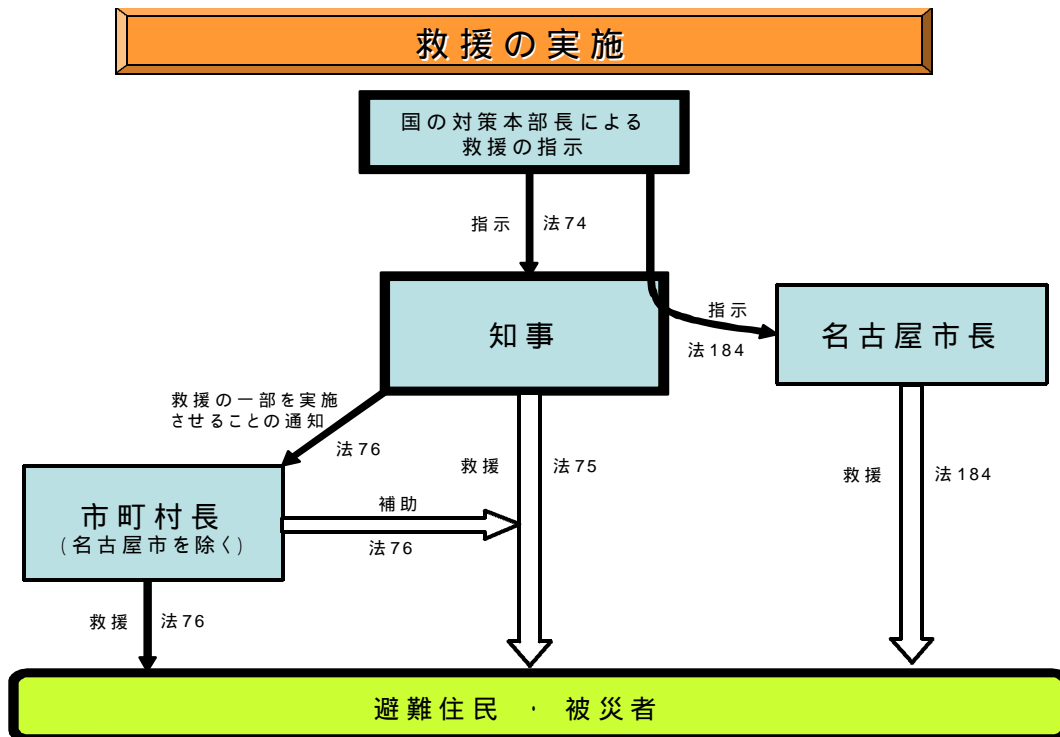 救援の実施
国の対策本部長による
救援の指示
指示 法74
知事
指示
法184
名古屋市長
救援の一部を実施
させることの通知
法76
救援 法75
救援 法184
市町村長
(名古屋市を除く)
補助
法76
救援 法76
避難住民 ・ 被災者